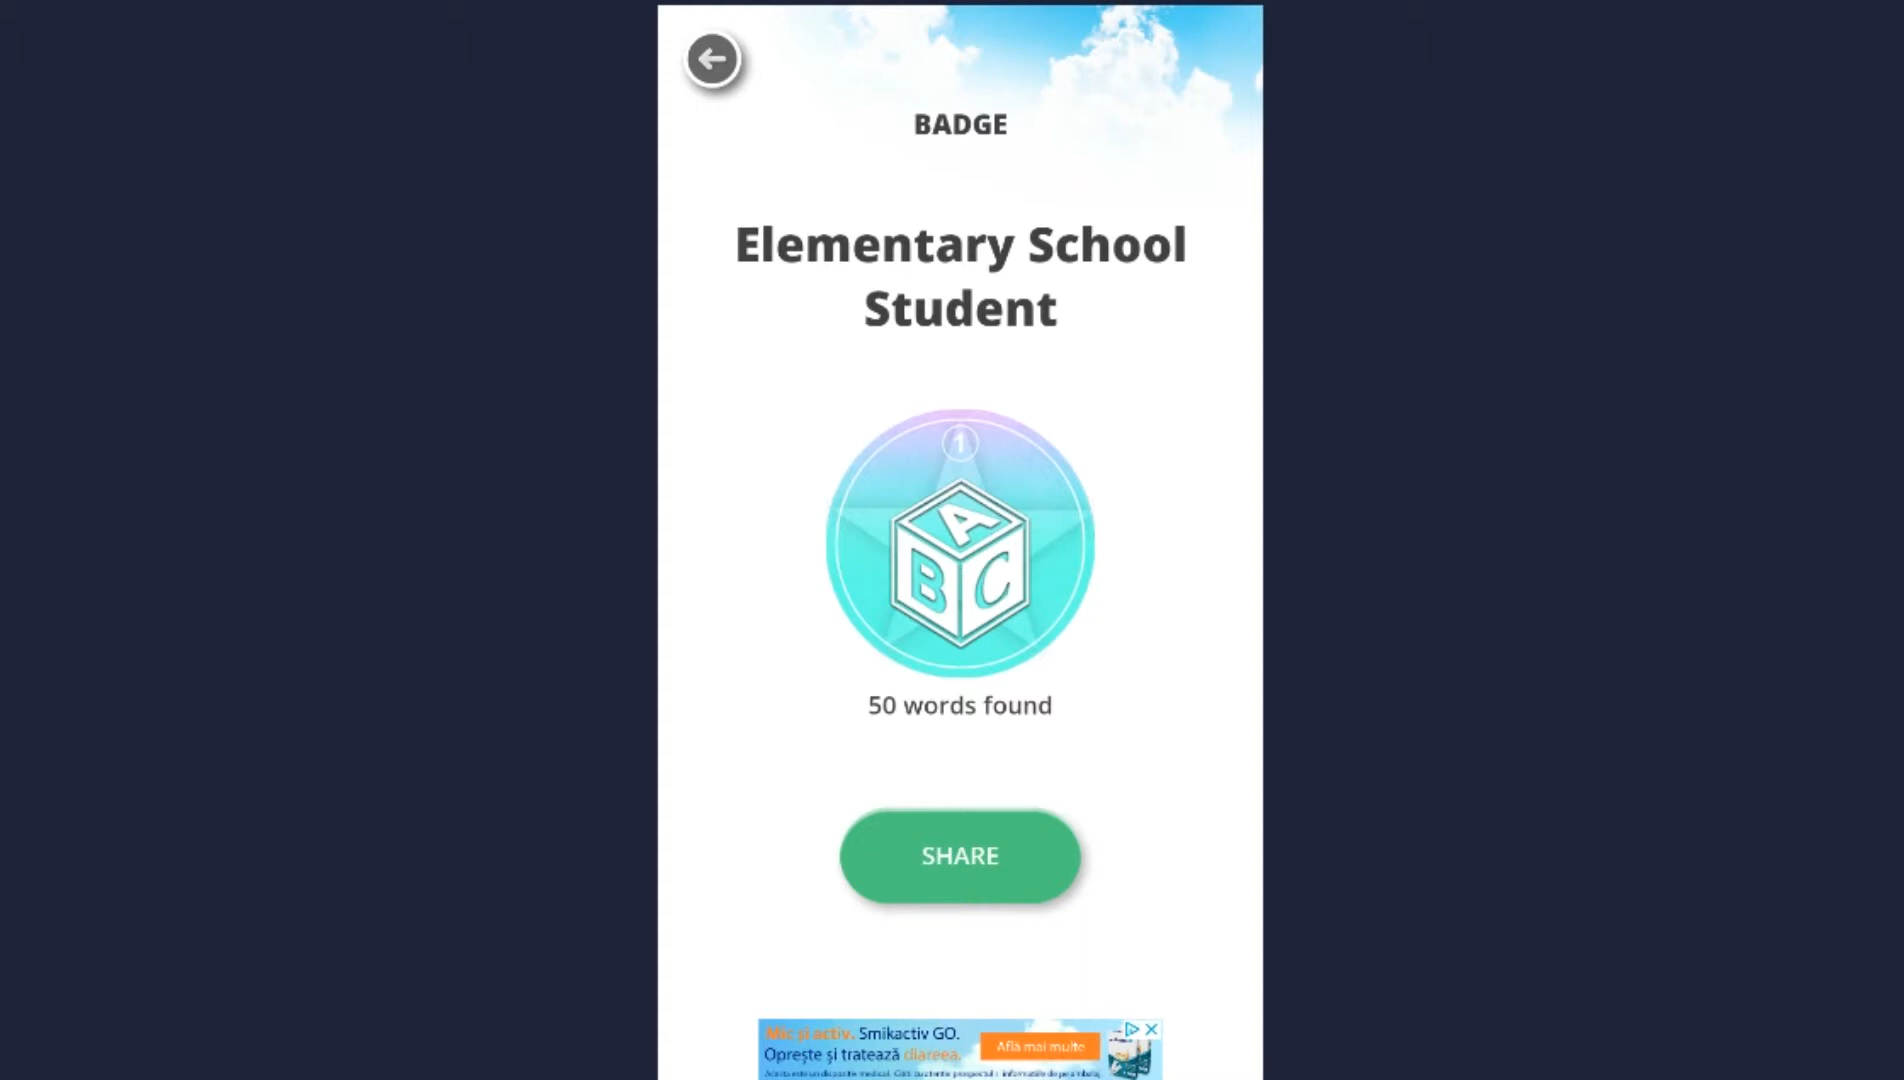 BADGE
Elementary School
Student
1
A
B C
50 words found
SHARE
Mic și activ. Smikactiv GO.
Oprește și tratează diareea.
Află mai multe